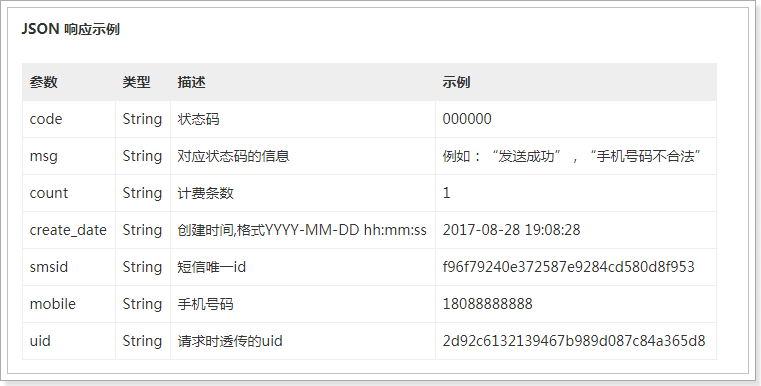 JSON 响应示例
参数 类型 描述 示例
code String 状态码 000000
msg String 对应状态码的信息 例如：“发送成功”，“手机号码不合法”
count String 计费条数 1
create_date String 创建时间,格式YYYY-MM-DD hh:mm:ss 2017-08-28 19:08:28
smsid String 短信唯一id f96f79240e372587e9284cd580d8f953
mobile String 手机号码 18088888888
uid String 请求时透传的uid 2d92c6132139467b989d087c84a365d8